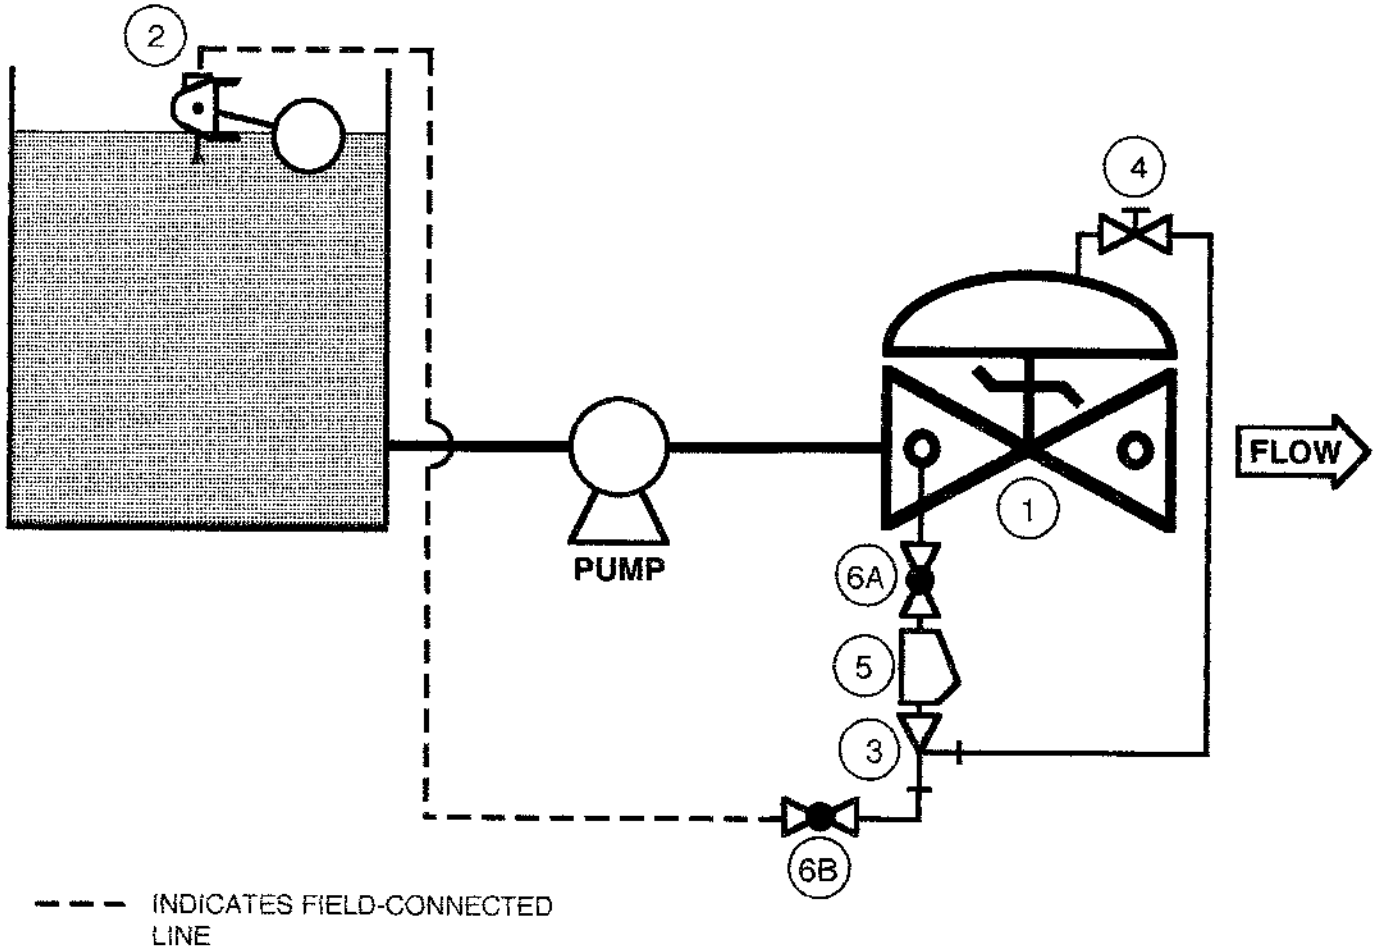 2
4
FLOW
1
PUMP
6A
5
3
6B
INDICATES FIELD-CONNECTED
LINE